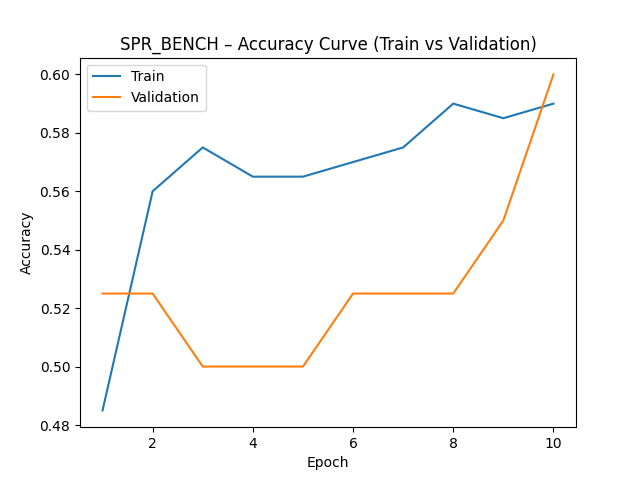 SPR_BENCH – Accuracy Curve (Train vs Validation)
Train
Validation
Accuracy
0.60
0.58
0.56
0.54
0.52
0.50
0.48
2 4 6 8 10
Epoch